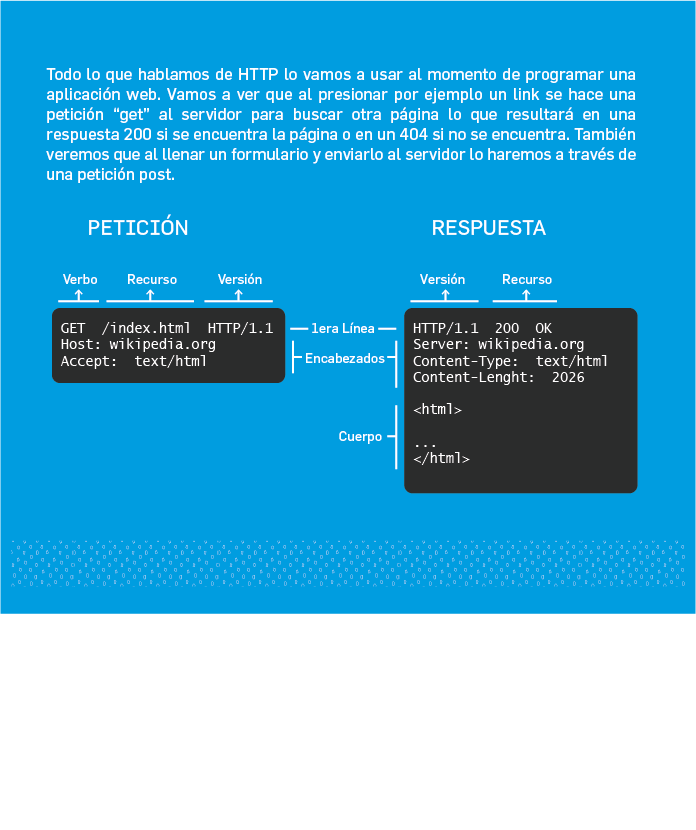 Todo lo que hablamos de HTTP lo vamos a usar al momento de programar una
aplicación web. Vamos a ver que al presionar por ejemplo un link se hace una
petición “get” al servidor para buscar otra página lo que resultará en una
respuesta 200 si se encuentra la página o en un 404 si no se encuentra. También
veremos que al llenar un formulario y enviarlo al servidor lo haremos a través de
una petición post.
PETICIÓN
Verbo Recurso Versión
GET /index.html HTTP/1.1
Host: wikipedia.org
Accept: text/html
1era Línea
Encabezados
Cuerpo
RESPUESTA
Versión Recurso
HTTP/1.1 200 OK
Server: wikipedia.org
Content-Type: text/html
Content-Lenght: 2026
<html>
...
</html>